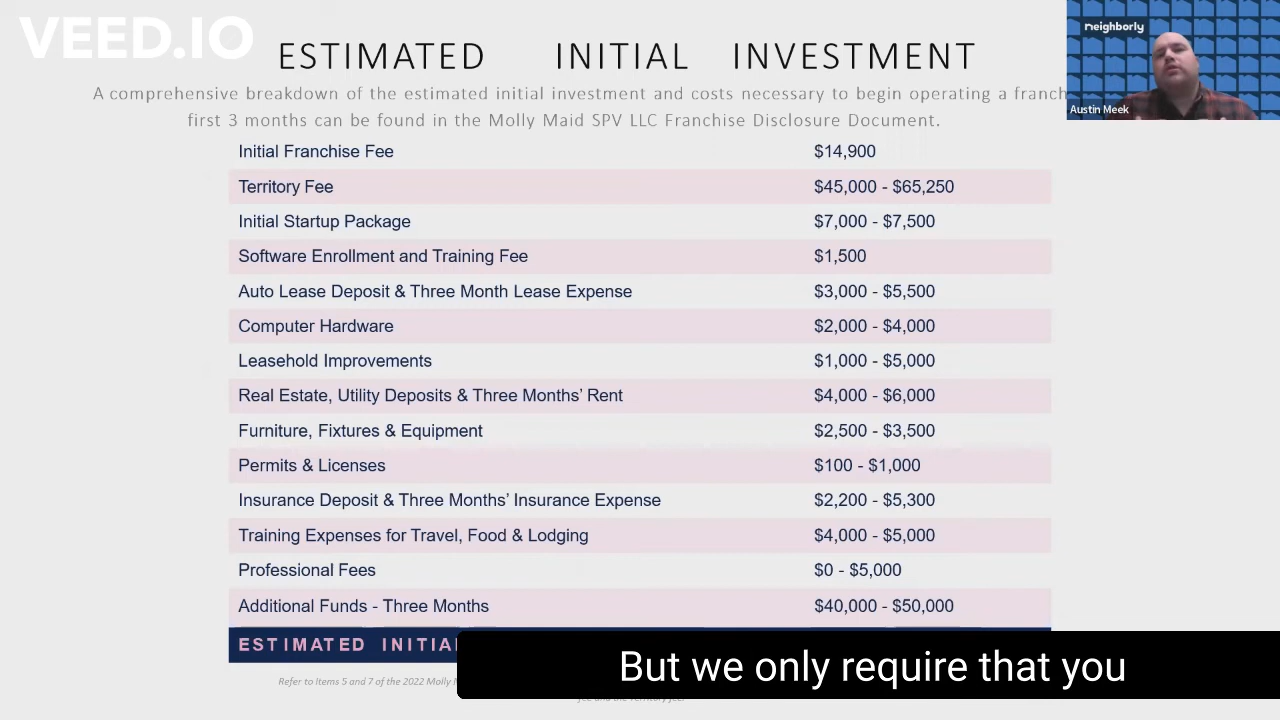 VEED.IO
ESTIMATED INITIAL INVESTMENT
A comprehensive breakdown of the estimated initial investment and costs necessary to begin operating a franch
first 3 months can be found in the Molly Maid SPV LLC Franchise Disclosure Document.
neighborly
Austin Meek
Initial Franchise Fee $14,900
Territory Fee $45,000 - $65,250
Initial Startup Package $7,000 - $7,500
Software Enrollment and Training Fee $1,500
Auto Lease Deposit & Three Month Lease Expense $3,000 - $5,500
Computer Hardware $2,000 - $4,000
Leasehold Improvements $1,000 - $5,000
Real Estate, Utility Deposits & Three Months’ Rent $4,000 - $6,000
Furniture, Fixtures & Equipment $2,500 - $3,500
Permits & Licenses $100 - $1,000
Insurance Deposit & Three Months’ Insurance Expense $2,200 - $5,300
Training Expenses for Travel, Food & Lodging $4,000 - $5,000
Professional Fees $0 - $5,000
Additional Funds - Three Months $40,000 - $50,000
ESTIMATED INITIAL
But we only require that you
Refer to Items 5 and 7 of the 2022 Molly
fee and the Territory fee.